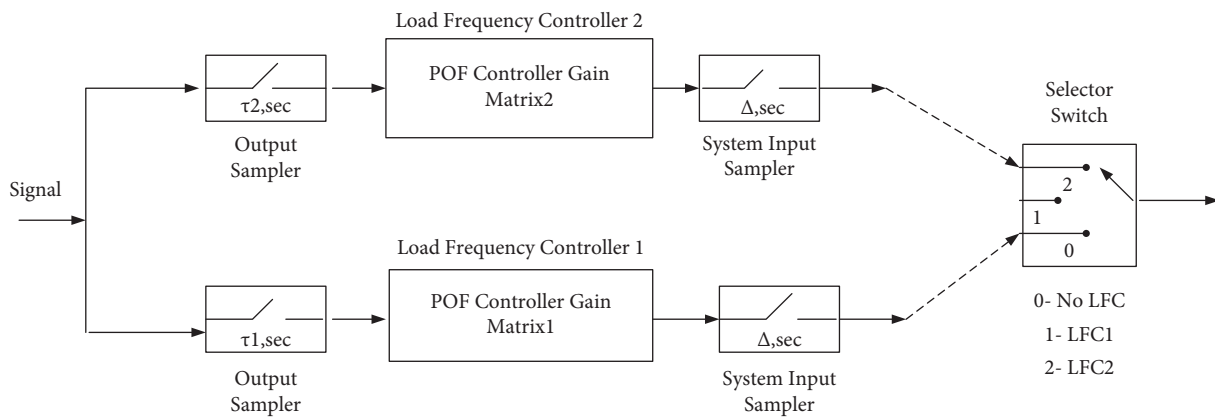 Load Frequency Controller 2
POF Controller Gain
Matrix2
τ2,sec
Output
Sampler
Δ,sec
System Input
Sampler
Selector
Switch
2
1
0
0- No LFC
1- LFC1
2- LFC2
Signal
Load Frequency Controller 1
POF Controller Gain
Matrix1
τ1,sec
Output
Sampler
Δ,sec
System Input
Sampler